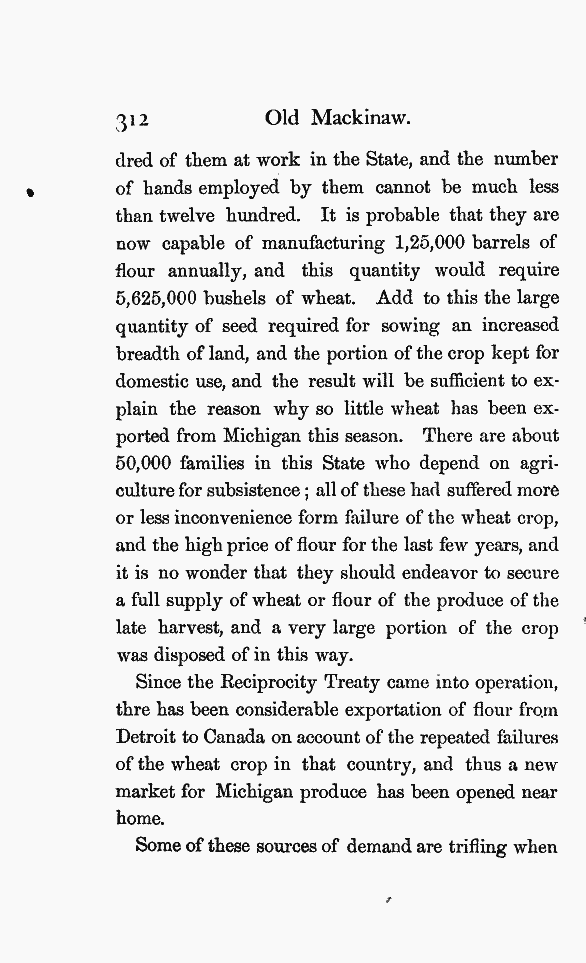 312 Old Mackinaw.
dred of them at work in the State, and the number
of hands employed by them cannot be much less
than twelve hundred. It is probable that they are
now capable of manufacturing 1,25,000 barrels of
flour annually, and this quantity would require
5,625,000 bushels of wheat. Add to this the large
quantity of seed required for sowing an increased
breadth of land, and the portion of the crop kept for
domestic use, and the result will be sufficient to ex-
plain the reason why so little wheat has been ex-
ported from Michigan this season. There are about
50,000 families in this State who depend on agri-
culture for subsistence; all of these had suffered more
or less inconvenience form failure of the wheat crop,
and the high price of flour for the last few years, and
it is no wonder that they should endeavor to secure
a full supply of wheat or flour of the produce of the
late harvest, and a very large portion of the crop
was disposed of in this way.
Since the Reciprocity Treaty came into operation,
thre has been considerable exportation of flour from
Detroit to Canada on account of the repeated failures
of the wheat crop in that country, and thus a new
market for Michigan produce has been opened near
home.
Some of these sources of demand are trifling when